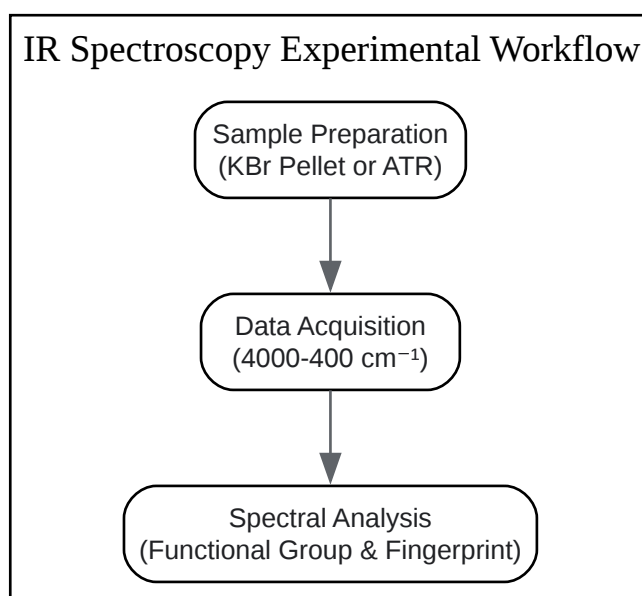 IR Spectroscopy Experimental Workflow
Sample Preparation
(KBr Pellet or ATR)
Data Acquisition
(4000-400 cm⁻¹)
Spectral Analysis
(Functional Group & Fingerprint)